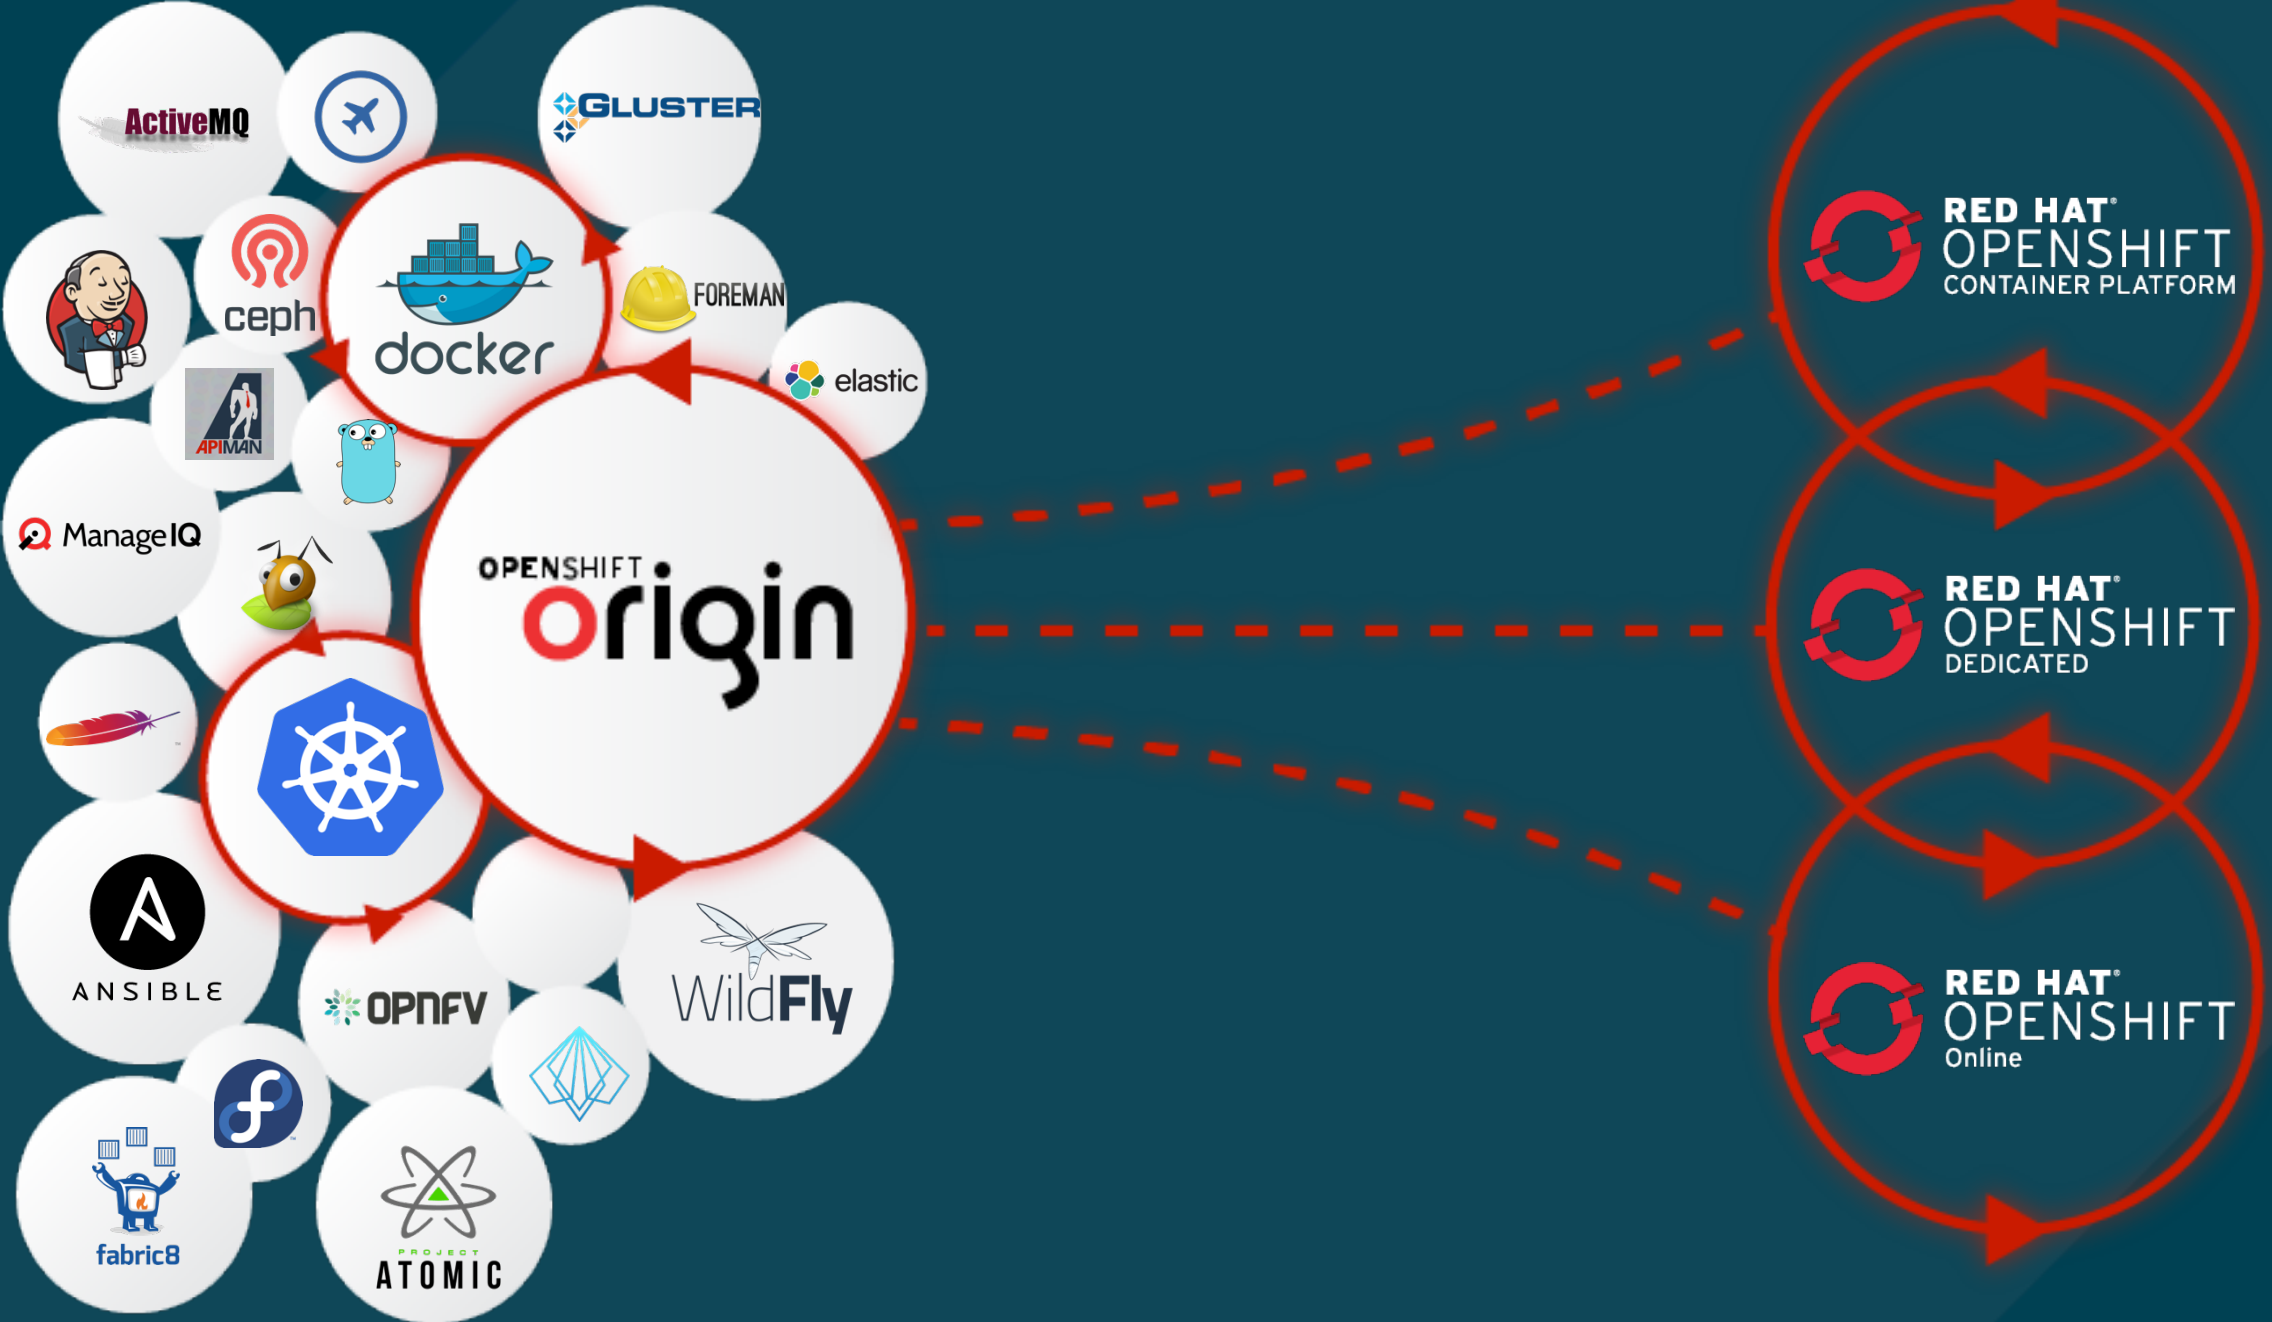 ActiveMQ
GLUSTER
ceph
docker
FOREMAN
elastic
APIMAN
ManageIQ
OPENSHIFT
origin
ANSIBLE
OPNFV
WildFly
fabric8
PROJECT
ATOMIC
RED HAT®
OPENSHIFT
CONTAINER PLATFORM
RED HAT®
OPENSHIFT
DEDICATED
RED HAT®
OPENSHIFT
Online